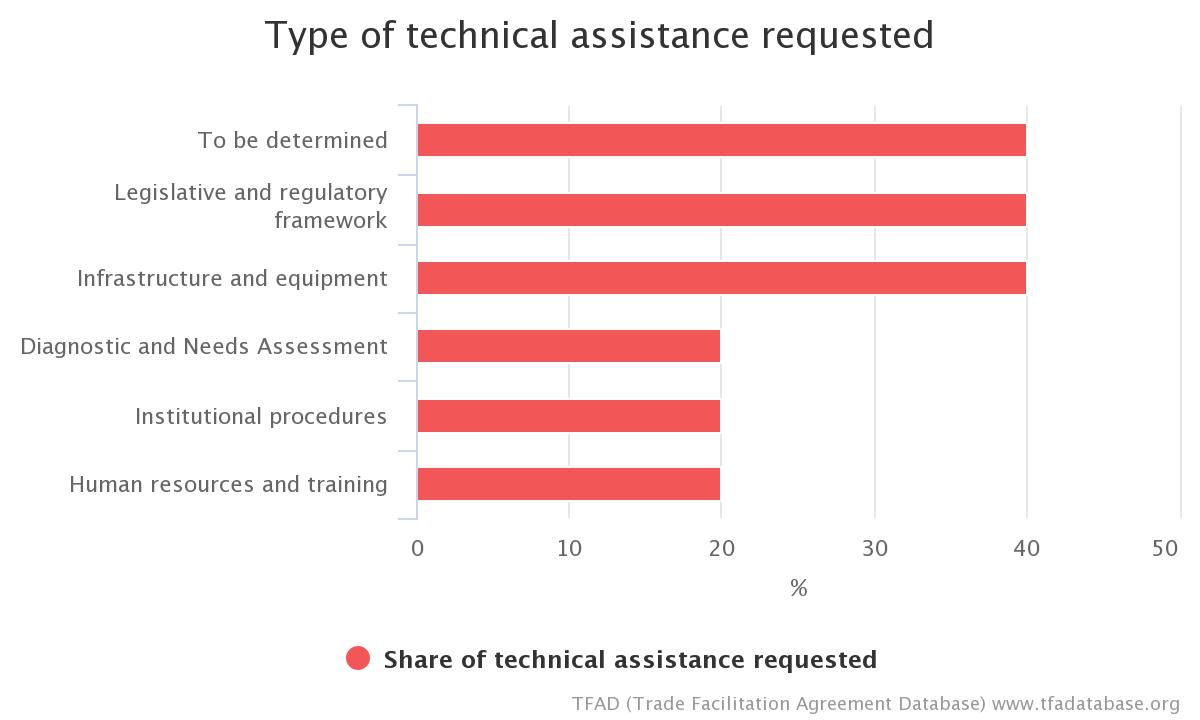 Type of technical assistance requested
To be determined
Legislative and regulatory
framework
Infrastructure and equipment
Diagnostic and Needs Assessment
Institutional procedures
Human resources and training
0 10 20 30 40 50
%
Share of technical assistance requested
TFAD (Trade Facilitation Agreement Database) www.tfadatabase.org